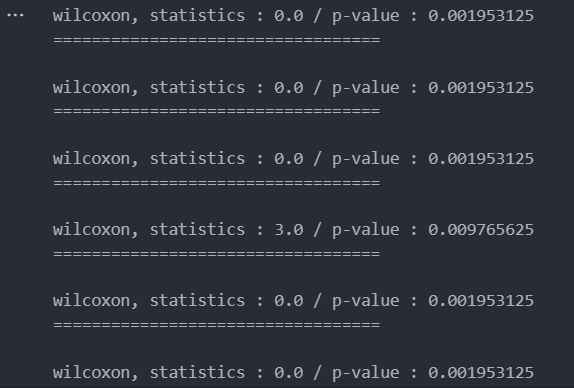 ...
wilcoxon, statistics : 0.0 / p-value : 0.001953125
==================================
wilcoxon, statistics : 0.0 / p-value : 0.001953125
==================================
wilcoxon, statistics : 0.0 / p-value : 0.001953125
==================================
wilcoxon, statistics : 3.0 / p-value : 0.009765625
==================================
wilcoxon, statistics : 0.0 / p-value : 0.001953125
==================================
wilcoxon, statistics : 0.0 / p-value : 0.001953125